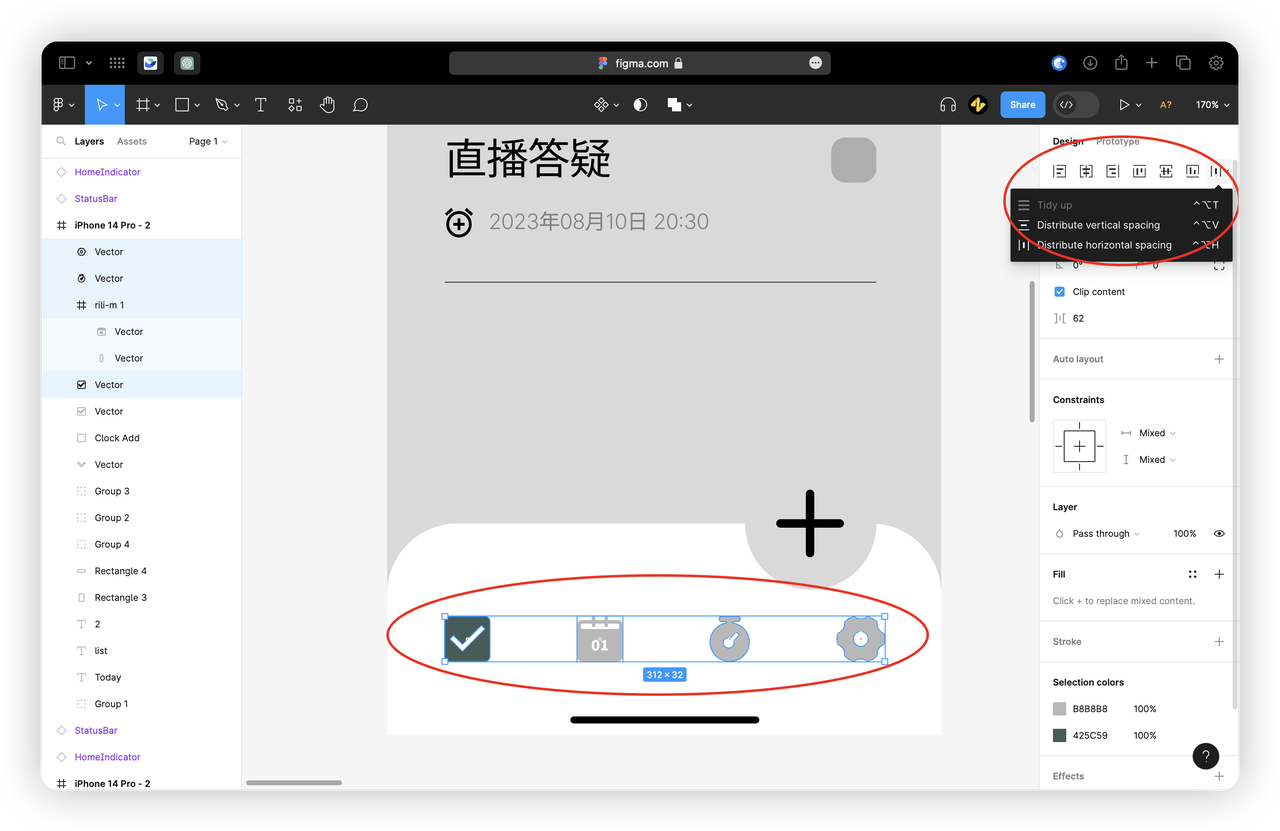 figma.com
Share
A?
170%
Layers
Assets
Page 1
HomeIndicator
StatusBar
iPhone 14 Pro - 2
Vector
Vector
rili-m 1
Vector
Vector
Vector
Vector
Clock Add
Vector
Group 3
Group 2
Group 4
Rectangle 4
Rectangle 3
2
list
Today
Group 1
StatusBar
HomeIndicator
iPhone 14 Pro - 2
直播答疑
2023年08月10日 20:30
01
312 × 32
Design
Prototype
Tidy up ⌃⌥T
Distribute vertical spacing ⌃⌥V
Distribute horizontal spacing ⌃⌥H
0°
0
Clip content
62
Auto layout
Constraints
Mixed
Mixed
Layer
Pass through
100%
Fill
Click + to replace mixed content.
Stroke
Selection colors
B8B8B8
100%
425C59
100%
?
Effects